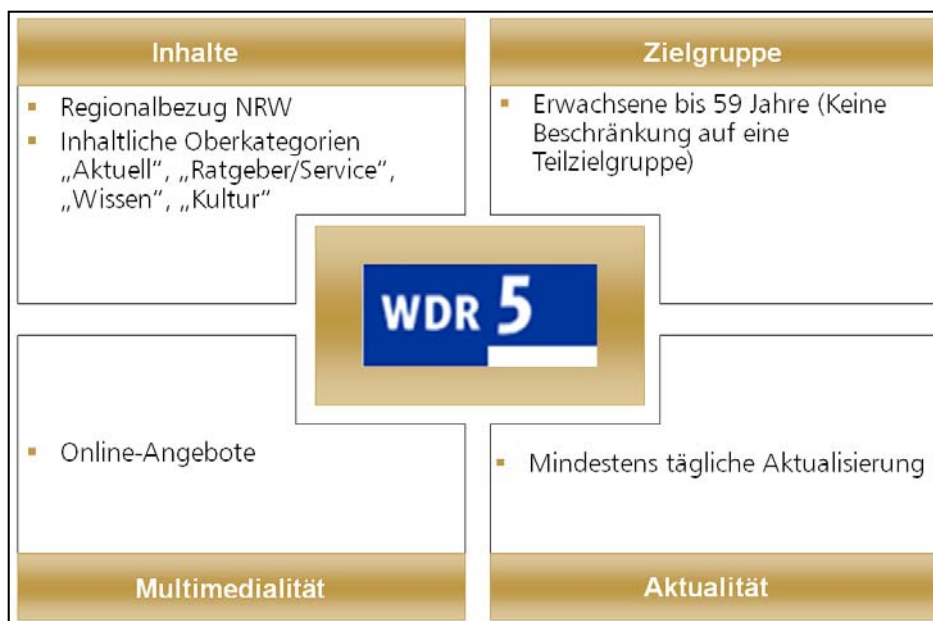 Inhalte
Regionalbezug NRW
Inhaltliche Oberkategorien
„Aktuell“, „Ratgeber/Service“,
„Wissen“, „Kultur“
Zielgruppe
Erwachsene bis 59 Jahre (Keine
Beschränkung auf eine
Teilzielgruppe)
WDR 5
Online-Angebote
Multimedialität
Mindestens tägliche Aktualisierung
Aktualität